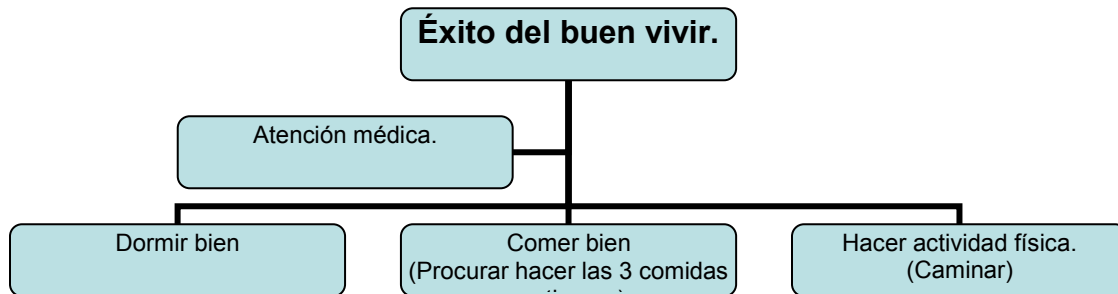 Éxito del buen vivir.
Atención médica.
Dormir bien
Comer bien
(Procurar hacer las 3 comidas
Hacer actividad física.
(Caminar)